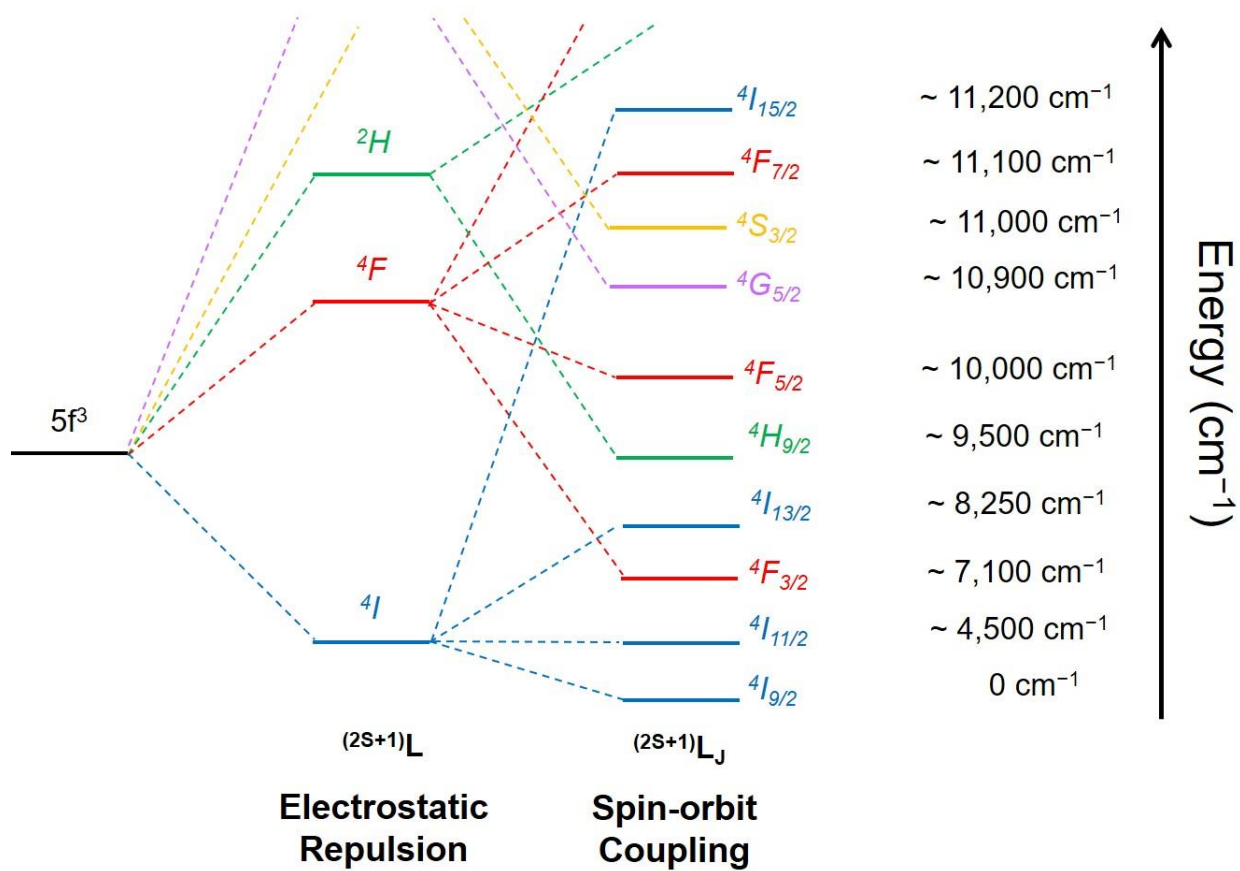 ⁴I₁₅/₂ ~ 11,200 cm⁻¹
²H
⁴F₇/₂ ~ 11,100 cm⁻¹
⁴S₃/₂ ~ 11,000 cm⁻¹
⁴F
⁴G₅/₂ ~ 10,900 cm⁻¹
⁴F₅/₂ ~ 10,000 cm⁻¹
5f³
⁴H₉/₂ ~ 9,500 cm⁻¹
⁴I₁₃/₂ ~ 8,250 cm⁻¹
⁴F₃/₂ ~ 7,100 cm⁻¹
⁴I
⁴I₁₁/₂ ~ 4,500 cm⁻¹
⁴I₉/₂ 0 cm⁻¹
Energy (cm⁻¹)
(2S+1)L
(2S+1)LJ
Electrostatic
Repulsion
Spin-orbit
Coupling